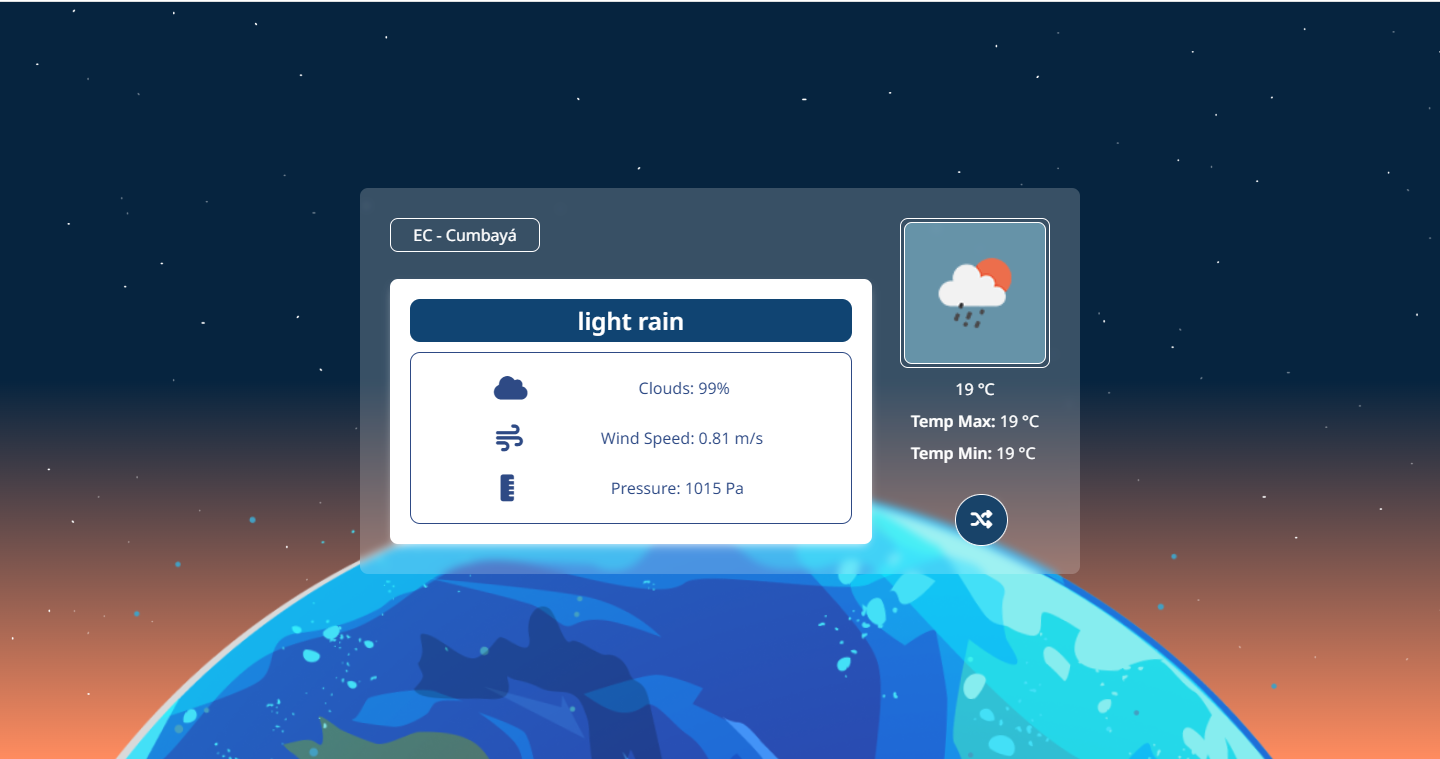 EC - Cumbayá
light rain
Clouds: 99%
Wind Speed: 0.81 m/s
Pressure: 1015 Pa
19 °C
Temp Max: 19 °C
Temp Min: 19 °C